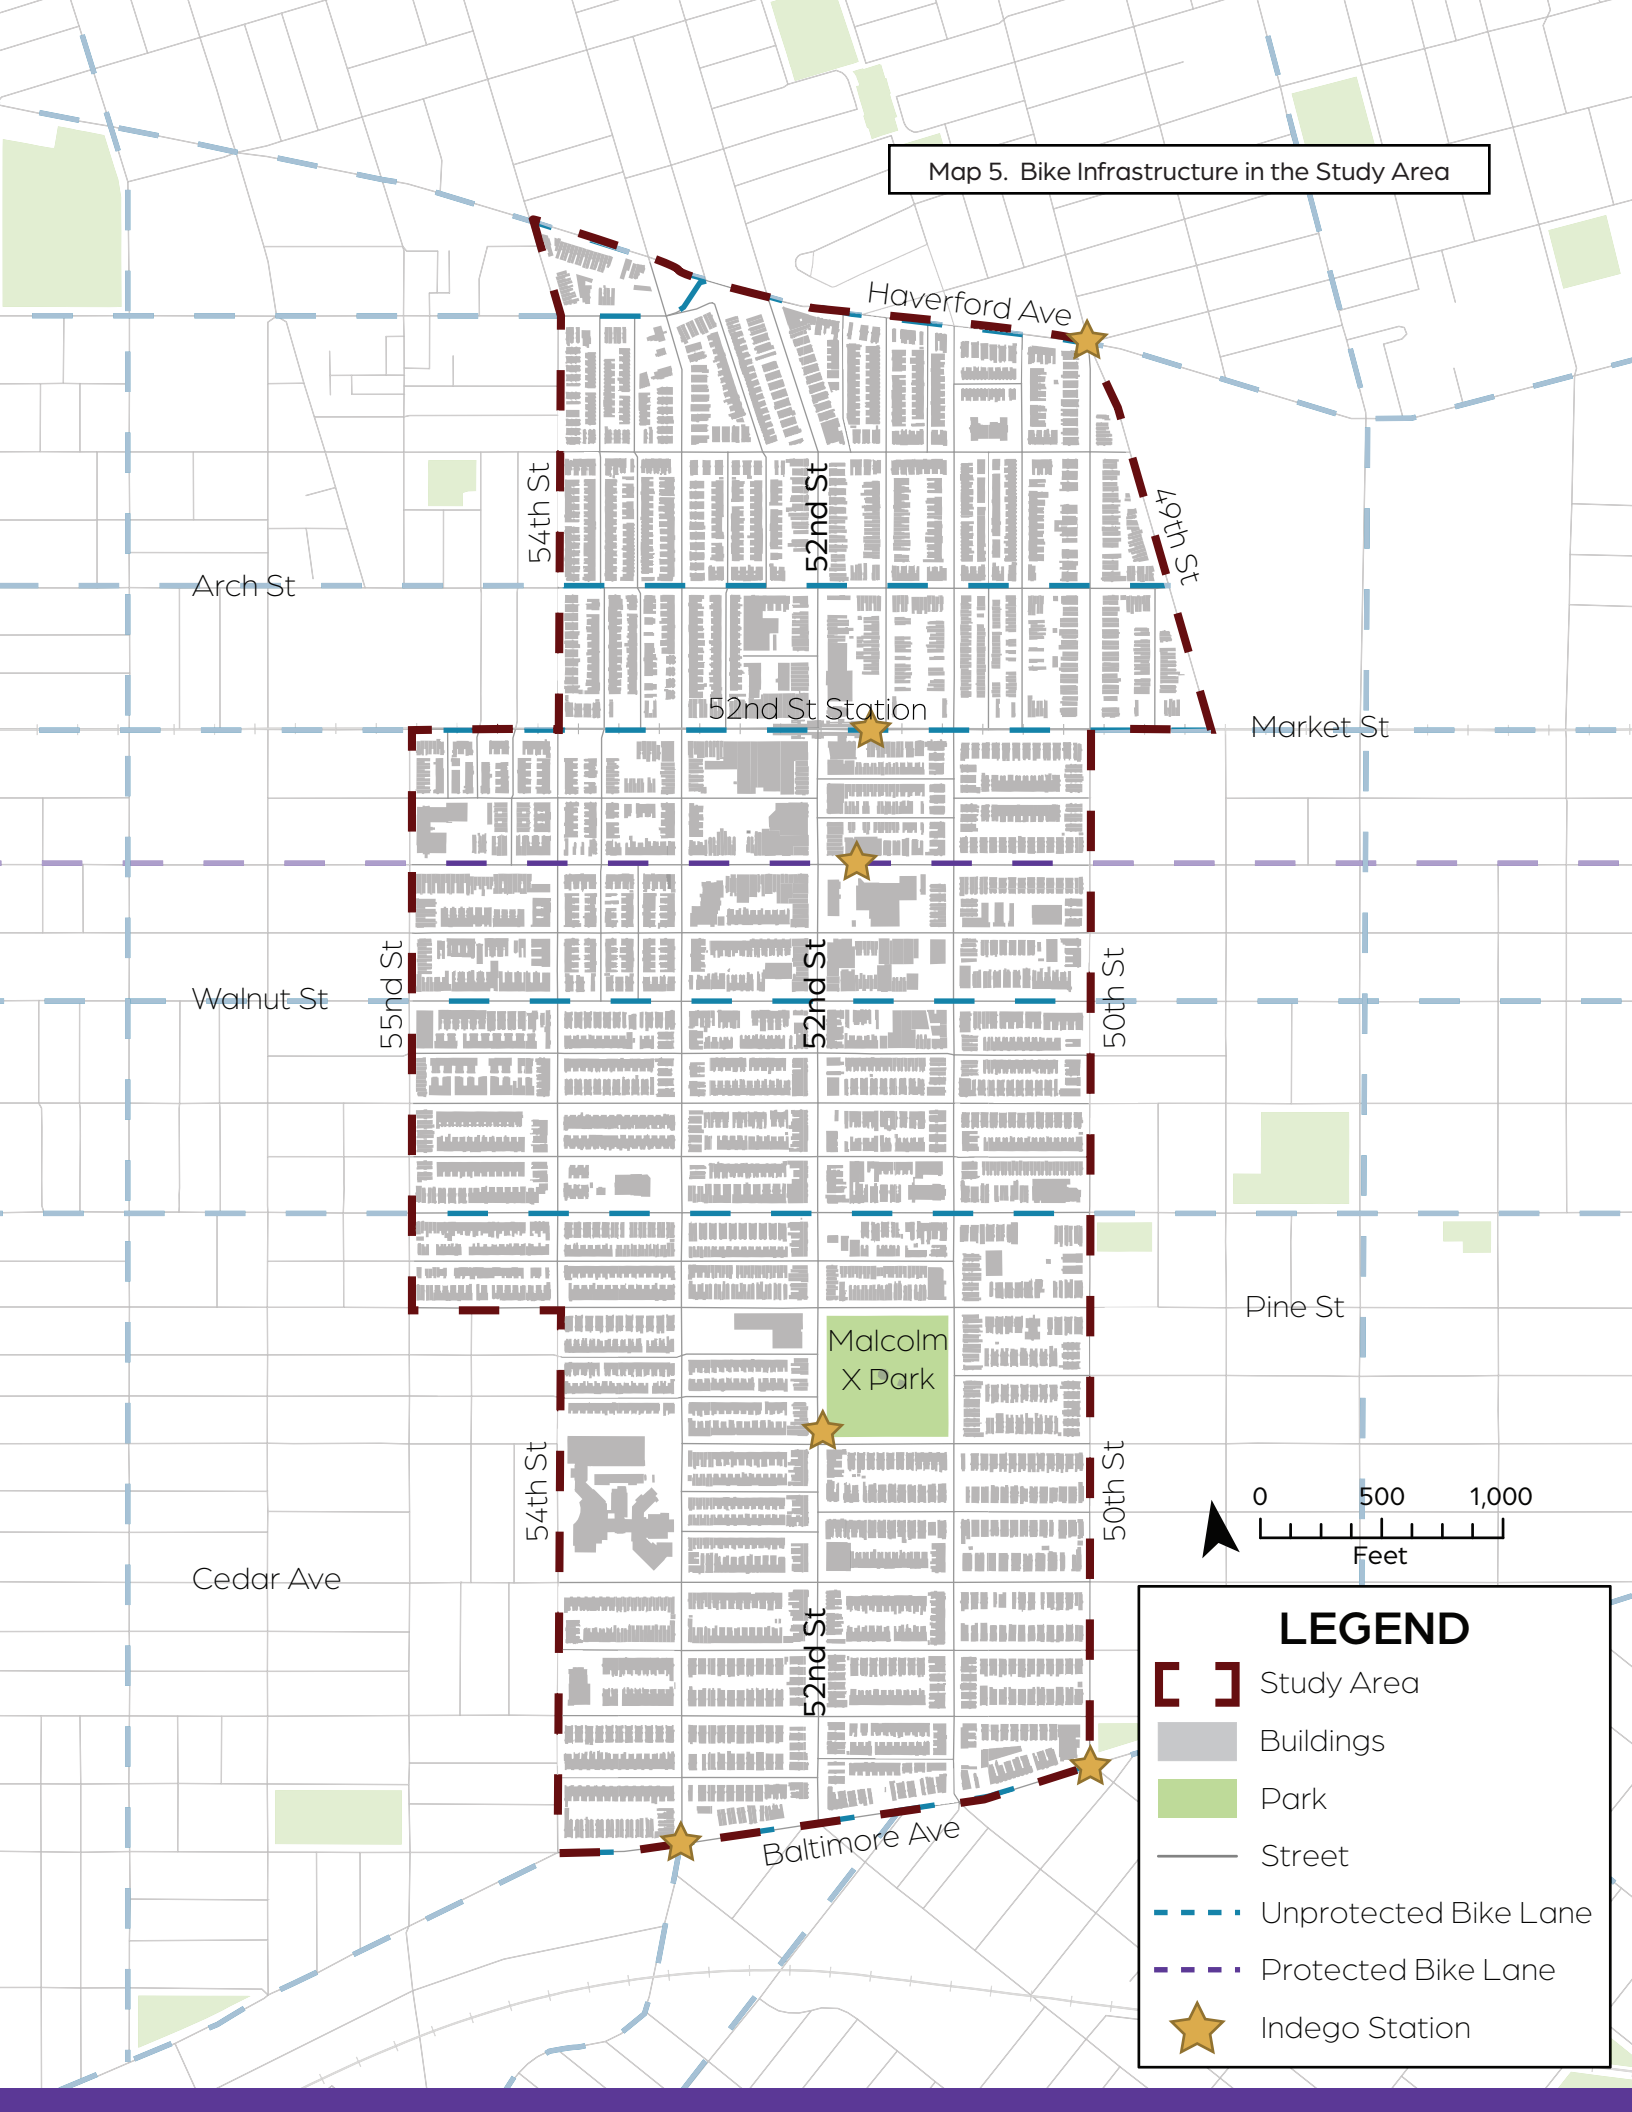 Map 5. Bike Infrastructure in the Study Area
Haverford Ave
54th St
52nd St
49th St
Arch St
52nd St Station
Market St
55nd St
Walnut St
52nd St
50th St
Pine St
Malcolm
X Park
54th St
50th St
0 500 1,000
Feet
Cedar Ave
52nd St
Baltimore Ave
LEGEND
Study Area
Buildings
Park
Street
Unprotected Bike Lane
Protected Bike Lane
Indego Station